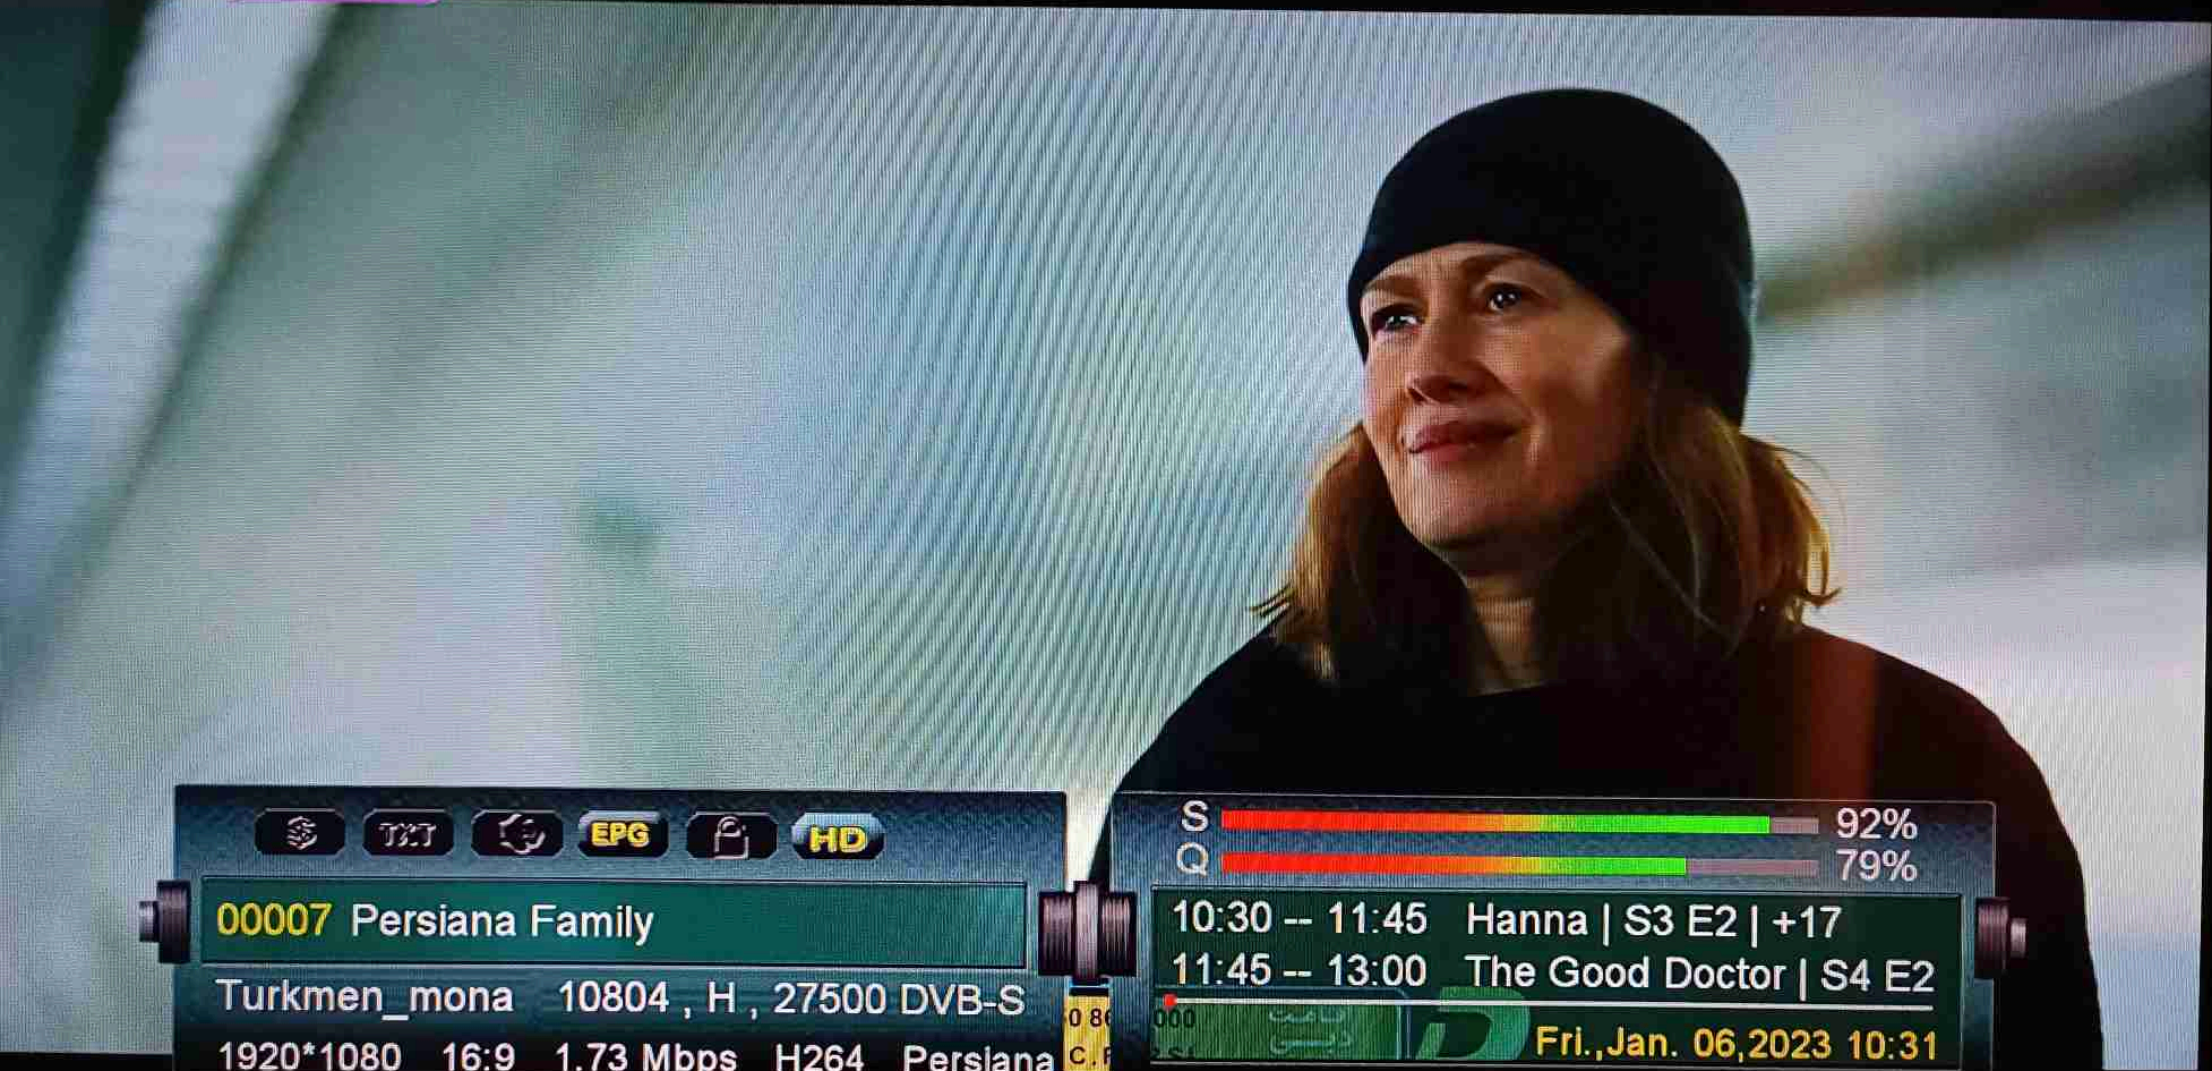 TXT EPG HD
00007 Persiana Family
Turkmen_mona 10804 , H , 27500 DVB-S
1920*1080 16:9 1.73 Mbps H264 Persiana
S 92%
Q 79%
10:30 -- 11:45 Hanna | S3 E2 | +17
11:45 -- 13:00 The Good Doctor | S4 E2
000
دبــي
D
Fri.,Jan. 06,2023 10:31